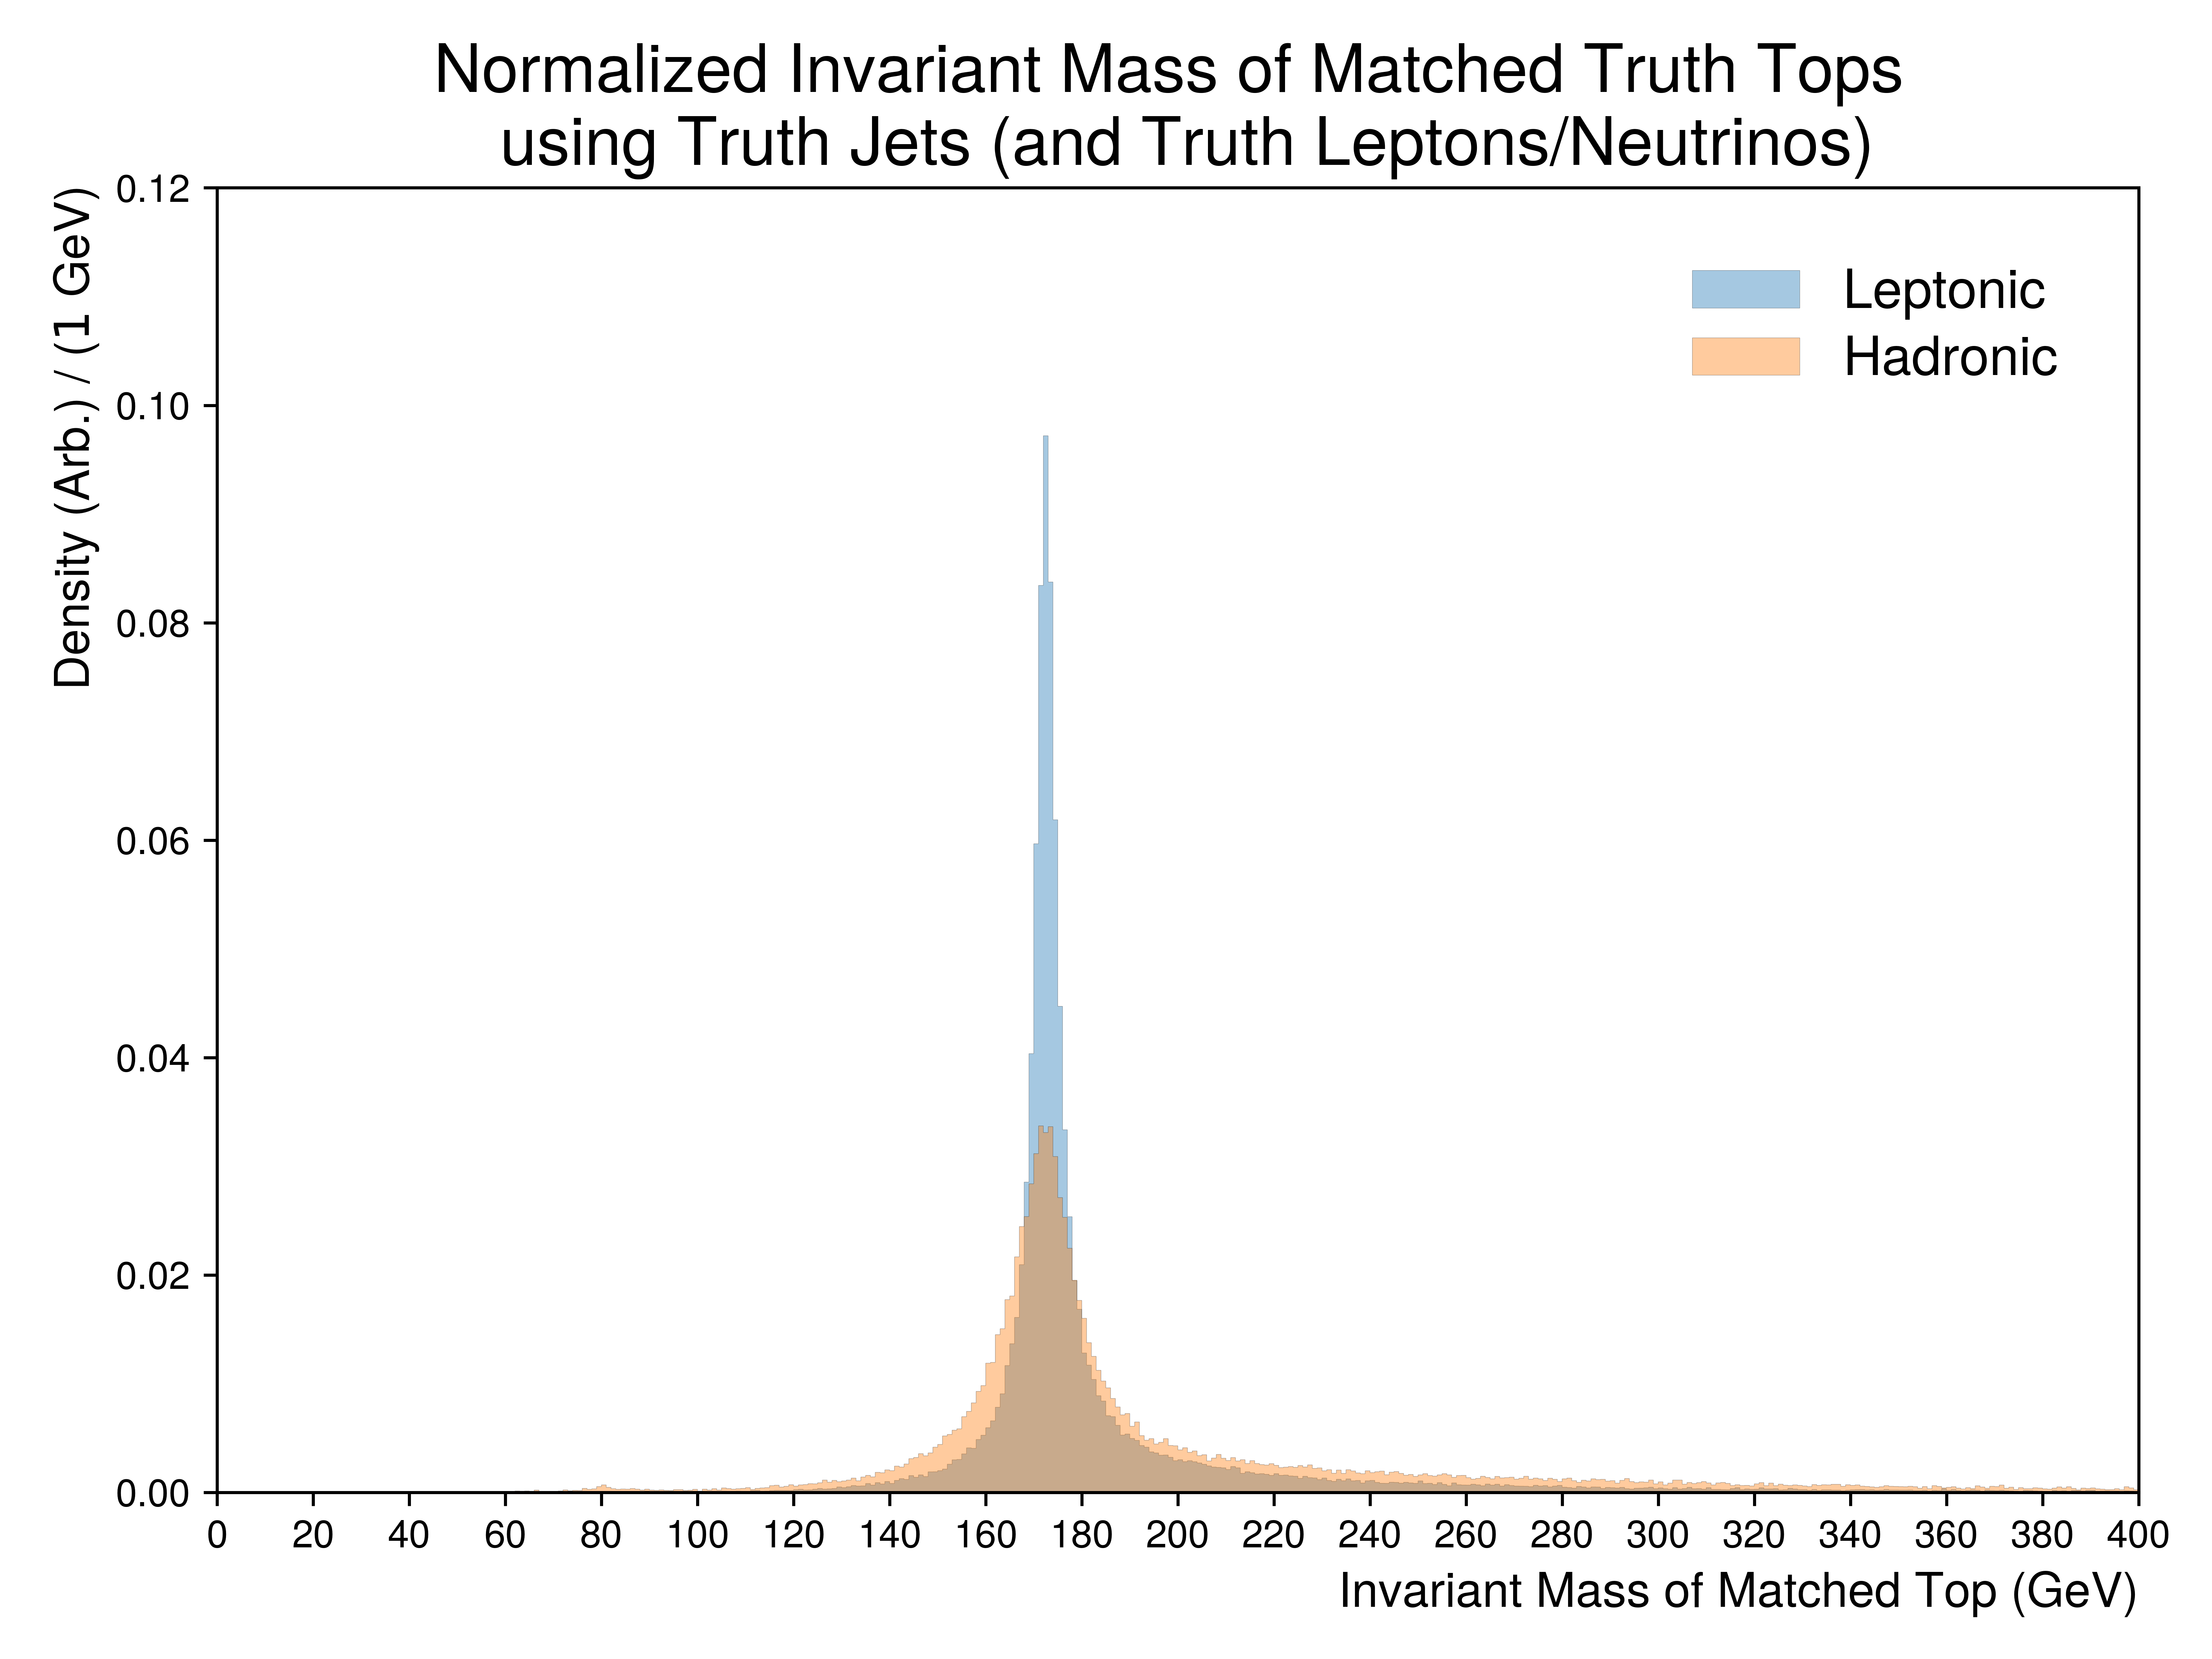 Normalized Invariant Mass of Matched Truth Tops
using Truth Jets (and Truth Leptons/Neutrinos)
Density (Arb.) / (1 GeV)
0.12
0.10
0.08
0.06
0.04
0.02
0.00
Leptonic
Hadronic
0 20 40 60 80 100 120 140 160 180 200 220 240 260 280 300 320 340 360 380 400
Invariant Mass of Matched Top (GeV)